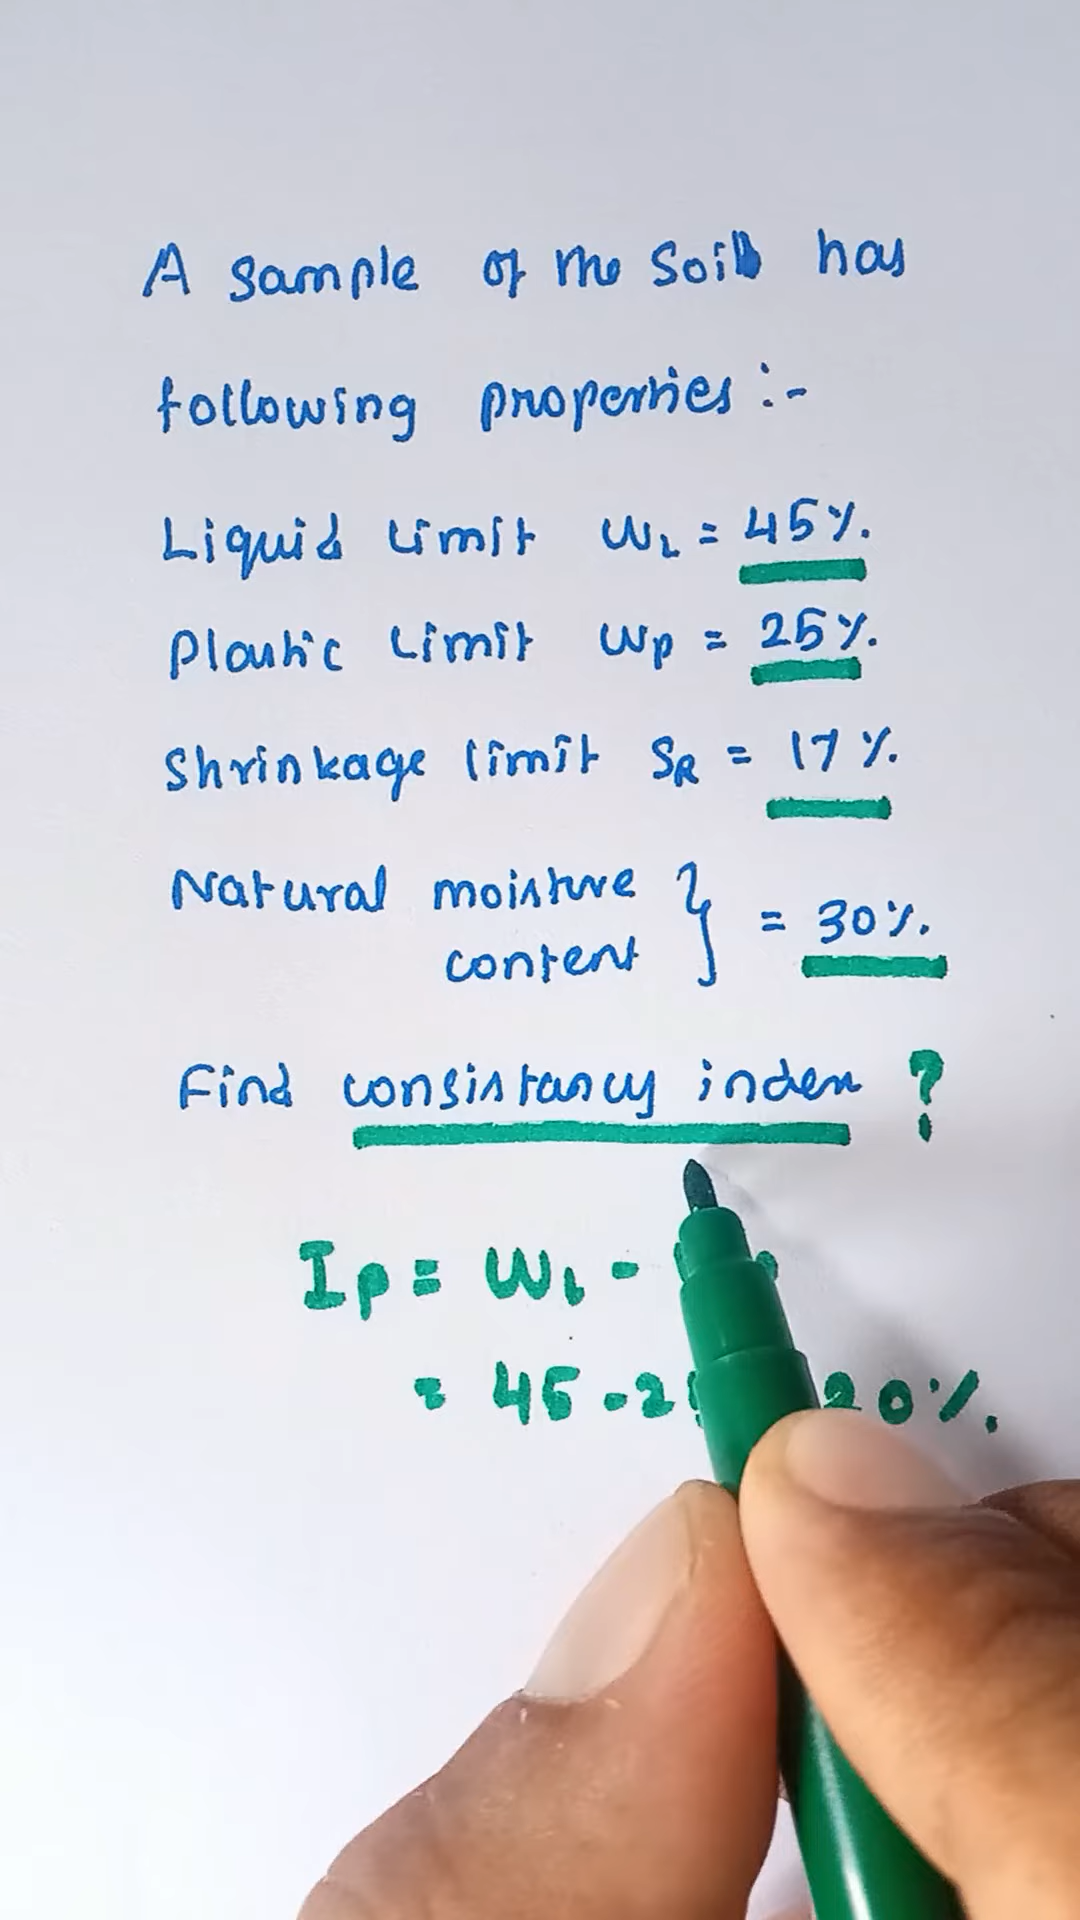 A sample of the soil has
following properties :-
Liquid limit WL = 45%.
Plastic limit Wp = 25%.
Shrinkage limit SR = 17%.
Natural moisture
content } = 30%.
Find consistancy index ?
Ip = WL -
= 45 - 2 20%.